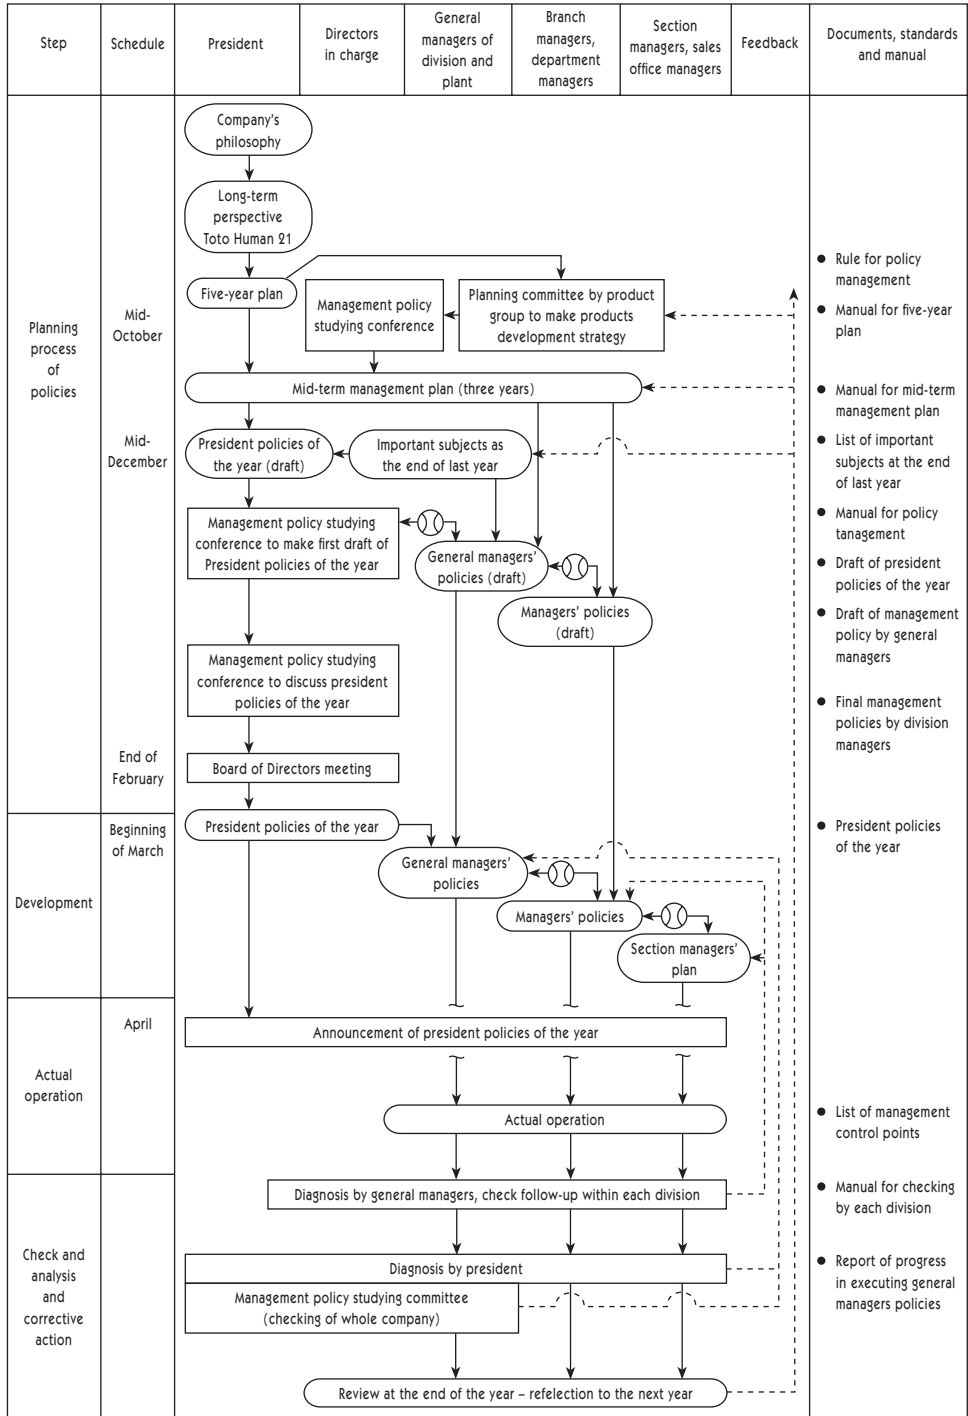 Step
Schedule
President
Directors
in charge
General
managers of
division and
plant
Branch
managers,
department
managers
Section
managers, sales
office managers
Feedback
Documents, standards
and manual
Planning
process
of
policies
Mid-
October
Mid-
December
End of
February
Company's
philosophy
Long-term
perspective
Toto Human 21
Five-year plan
Management policy
studying conference
Planning committee by product
group to make products
development strategy
Mid-term management plan (three years)
President policies of
the year (draft)
Important subjects as
the end of last year
Management policy studying
conference to make first draft of
President policies of the year
General managers'
policies (draft)
Managers' policies
(draft)
Management policy studying
conference to discuss president
policies of the year
Board of Directors meeting
● Rule for policy
management
● Manual for five-year
plan
● Manual for mid-term
management plan
● List of important
subjects at the end
of last year
● Manual for policy
tanagement
● Draft of president
policies of the year
● Draft of management
policy by general
managers
● Final management
policies by division
managers
Development
Beginning
of March
President policies of the year
General managers'
policies
Managers' policies
Section managers'
plan
● President policies
of the year
Actual
operation
April
Announcement of president policies of the year
Actual operation
● List of management
control points
Check and
analysis
and
corrective
action
Diagnosis by general managers, check follow-up within each division
Diagnosis by president
Management policy studying committee
(checking of whole company)
Review at the end of the year – refelection to the next year
● Manual for checking
by each division
● Report of progress
in executing general
managers policies